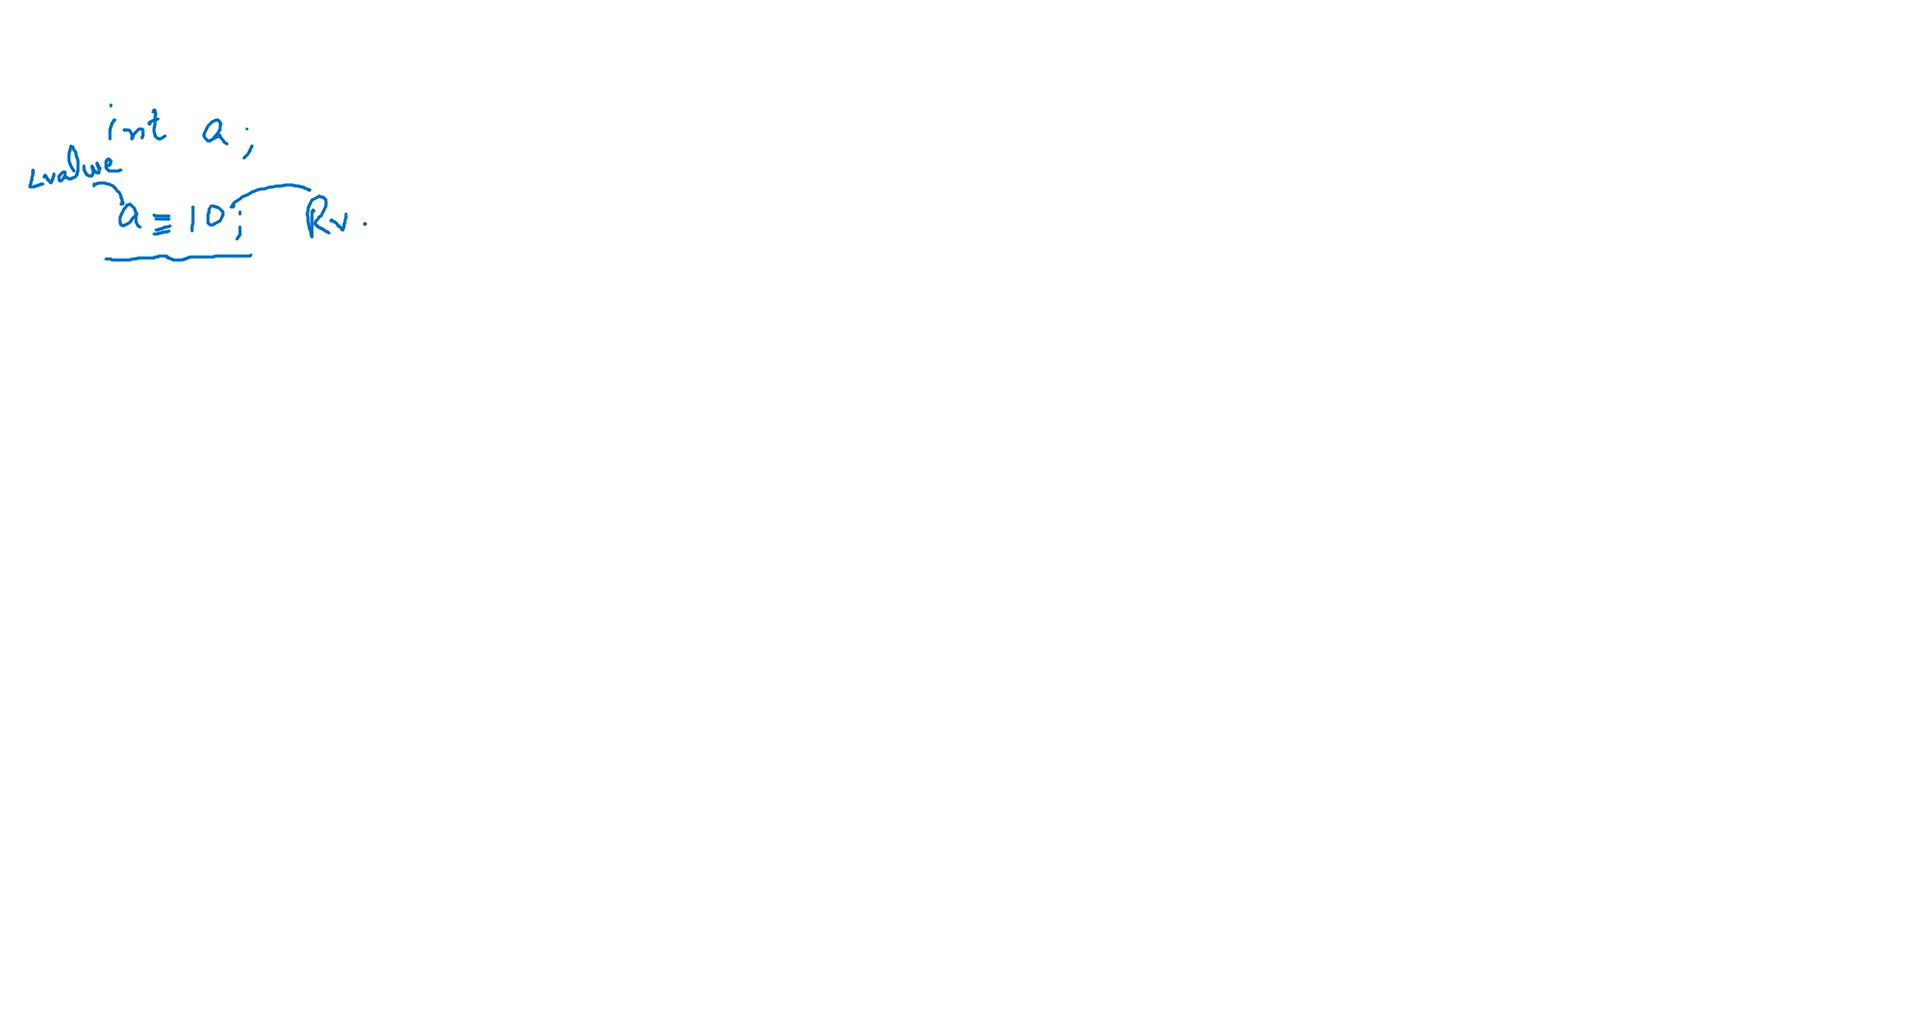 int a;
Lvalue
a = 10; Rv.